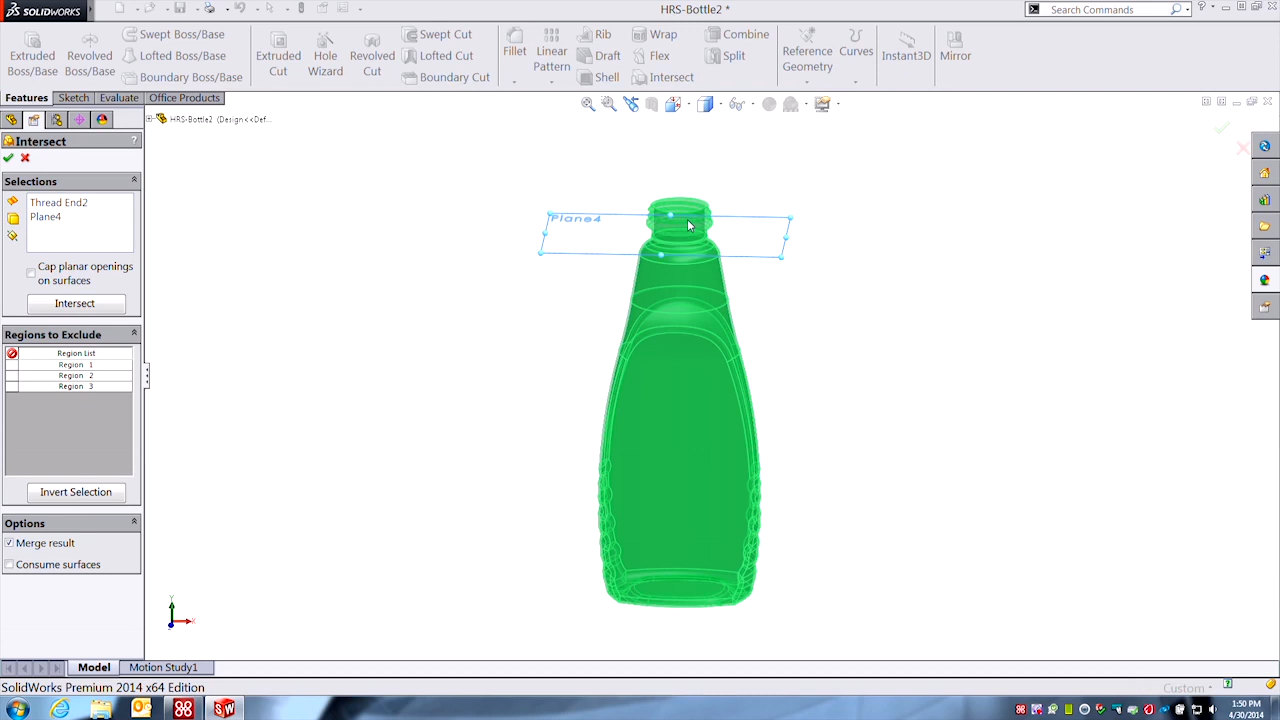 SOLIDWORKS
HRS-Bottle2 *
Search Commands
Extruded Boss/Base
Revolved Boss/Base
Swept Boss/Base
Lofted Boss/Base
Boundary Boss/Base
Extruded Cut
Hole Wizard
Revolved Cut
Swept Cut
Lofted Cut
Boundary Cut
Fillet
Linear Pattern
Rib
Draft
Shell
Wrap
Flex
Intersect
Combine
Split
Reference Geometry
Curves
Instant3D
Mirror
Features
Sketch
Evaluate
Office Products
HRS-Bottle2 (Design<<Def...
Intersect
?
Selections
Thread End2
Plane4
Cap planar openings
on surfaces
Intersect
Regions to Exclude
Region List
Region 1
Region 2
Region 3
Invert Selection
Options
Merge result
Consume surfaces
Plane4
Y
X
Model
Motion Study1
SolidWorks Premium 2014 x64 Edition
Custom
1:50 PM
4/30/2014